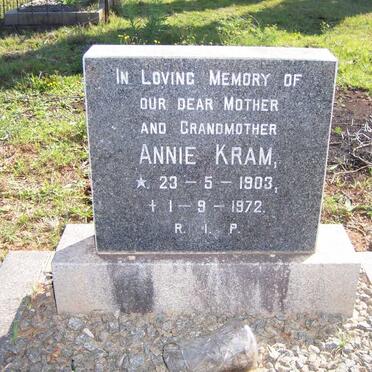 IN LOVING MEMORY OF
OUR DEAR MOTHER
AND GRANDMOTHER
ANNIE KRAM,
★ 23-5-1903,
† 1-9-1972.
R. I. P.